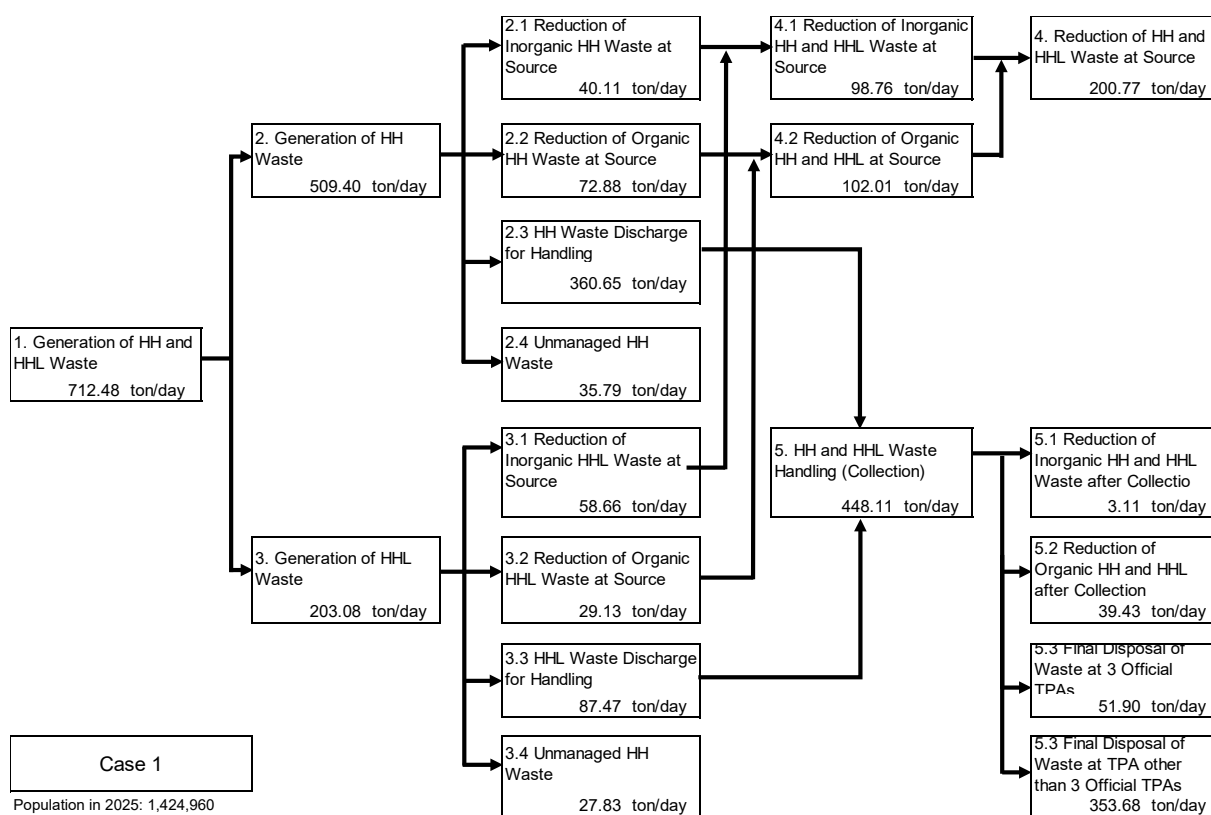 2.1 Reduction of
Inorganic HH Waste at
Source
40.11 ton/day
4.1 Reduction of Inorganic
HH and HHL Waste at
Source
98.76 ton/day
4. Reduction of HH and
HHL Waste at Source
200.77 ton/day
2. Generation of HH
Waste
509.40 ton/day
2.2 Reduction of Organic
HH Waste at Source
72.88 ton/day
4.2 Reduction of Organic
HH and HHL at Source
102.01 ton/day
2.3 HH Waste Discharge
for Handling
360.65 ton/day
1. Generation of HH and
HHL Waste
712.48 ton/day
2.4 Unmanaged HH
Waste
35.79 ton/day
3.1 Reduction of
Inorganic HHL Waste at
Source
58.66 ton/day
5. HH and HHL Waste
Handling (Collection)
448.11 ton/day
5.1 Reduction of
Inorganic HH and HHL
Waste after Collectio
3.11 ton/day
3. Generation of HHL
Waste
203.08 ton/day
3.2 Reduction of Organic
HHL Waste at Source
29.13 ton/day
5.2 Reduction of
Organic HH and HHL
after Collection
39.43 ton/day
3.3 HHL Waste Discharge
for Handling
87.47 ton/day
5.3 Final Disposal of
Waste at 3 Official
TPAs
51.90 ton/day
Case 1
Population in 2025: 1,424,960
3.4 Unmanaged HH
Waste
27.83 ton/day
5.3 Final Disposal of
Waste at TPA other
than 3 Official TPAs
353.68 ton/day